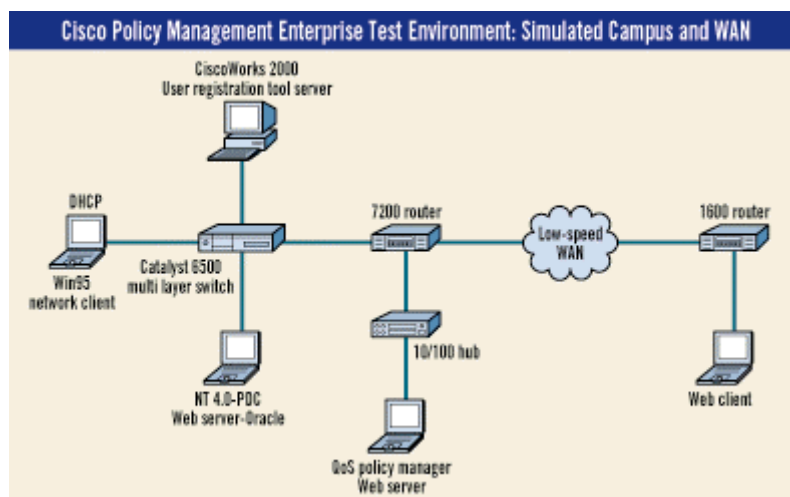 Cisco Policy Management Enterprise Test Environment: Simulated Campus and WAN
CiscoWorks 2000
User registration tool server
DHCP
Win95
network client
Catalyst 6500
multi layer switch
7200 router
Low-speed
WAN
1600 router
10/100 hub
NT 4.0-PDC
Web server-Oracle
Web client
QoS policy manager
Web server